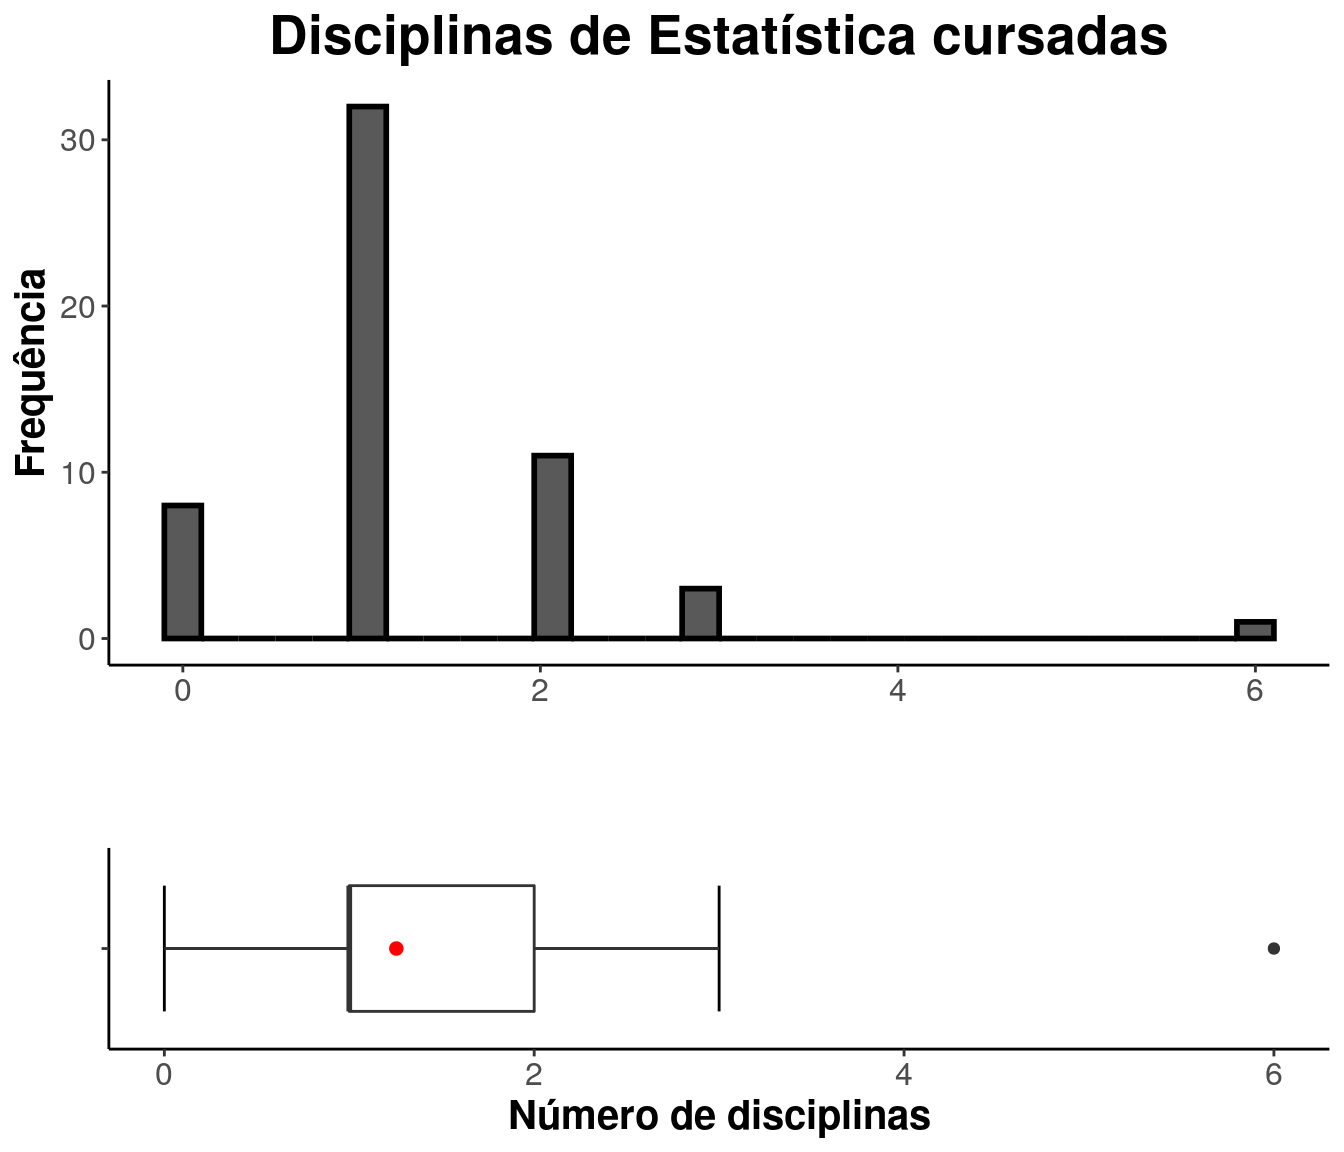 Disciplinas de Estatística cursadas
Frequência
30
20
10
0
0 2 4 6
0 2 4 6
Número de disciplinas